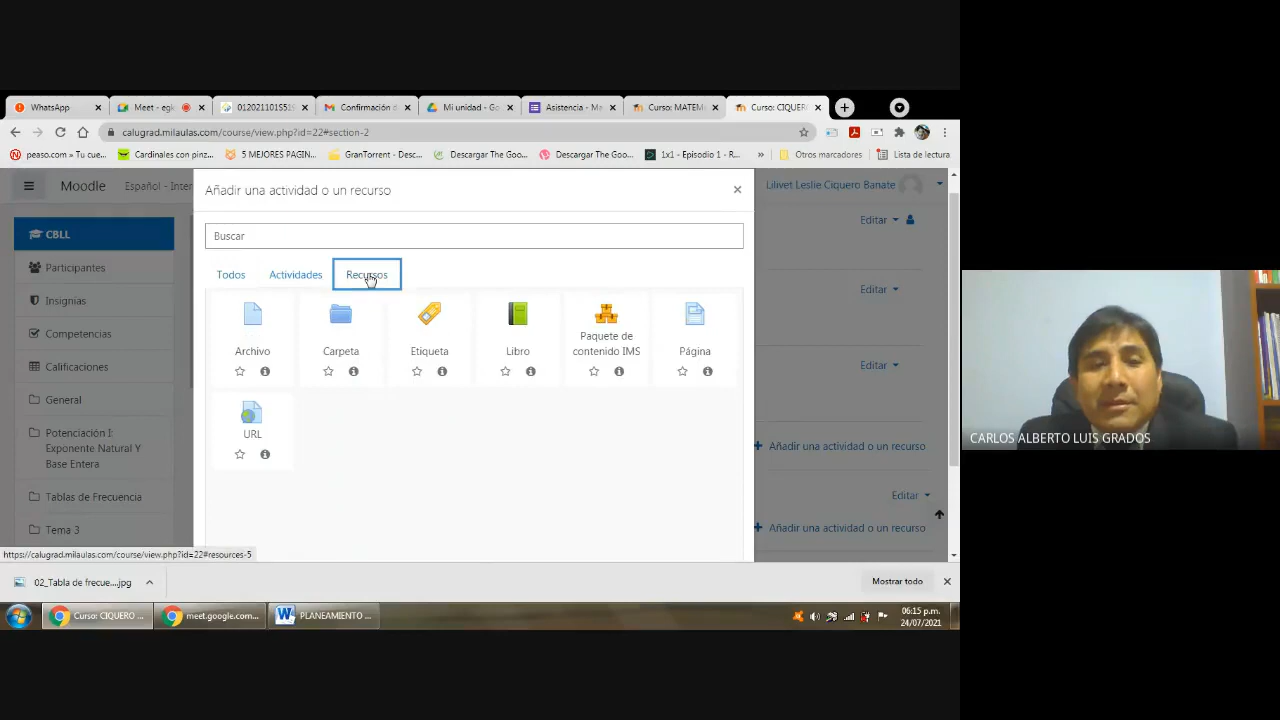 WhatsApp
Meet - egk
012021101S519
Confirmación d
Mi unidad - Go
Asistencia - Me
Curso: MATEM
Curso: CIQUER
calugrad.milaulas.com/course/view.php?id=22#section-2
peaso.com » Tu cue...
Cardinales con pinz...
5 MEJORES PAGIN...
GranTorrent - Desc...
Descargar The Goo...
Descargar The Goo...
1x1 - Episodio 1 - R...
»
Otros marcadores
Lista de lectura
Moodle
Español - Inter
Añadir una actividad o un recurso
Lilivet Leslie Ciquero Banate
Buscar
Editar
CBLL
Todos
Actividades
Recursos
Participantes
Editar
Insignias
Archivo
Carpeta
Etiqueta
Libro
Paquete de
contenido IMS
Página
Competencias
Calificaciones
Editar
General
Potenciación I:
Exponente Natural Y
Base Entera
URL
Añadir una actividad o un recurso
Tablas de Frecuencia
Editar
Tema 3
Añadir una actividad o un recurso
https://calugrad.milaulas.com/course/view.php?id=22#resources-5
02_Tabla de frecue....jpg
Mostrar todo
Curso: CIQUERO ...
meet.google.com...
PLANEAMIENTO ...
06:15 p.m.
24/07/2021
CARLOS ALBERTO LUIS GRADOS